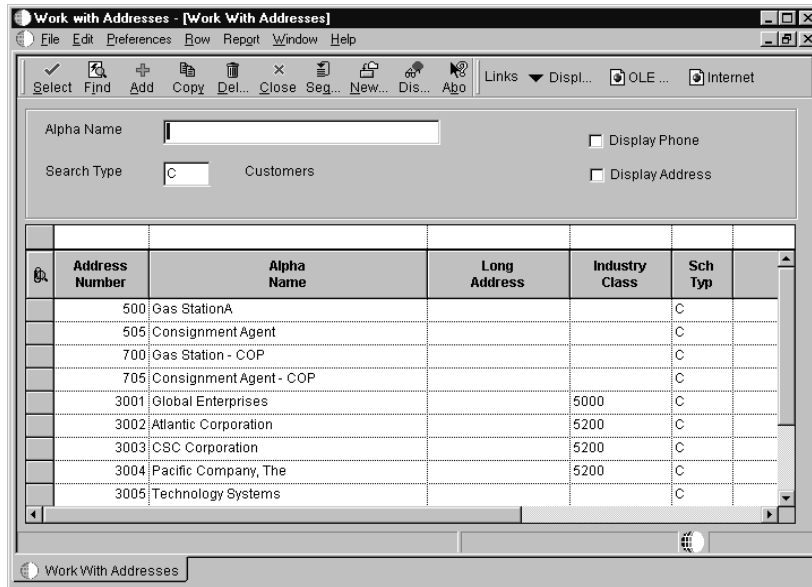 Work with Addresses - [Work With Addresses]
File Edit Preferences Row Report Window Help
Select Find Add Copy Del... Close Seq... New... Dis... Abo Links Displ... OLE ... Internet
Alpha Name
Display Phone
Search Type C Customers
Display Address
Address Number Alpha Name Long Address Industry Class Sch Typ
500 Gas StationA C
505 Consignment Agent C
700 Gas Station - COP C
705 Consignment Agent - COP C
3001 Global Enterprises 5000 C
3002 Atlantic Corporation 5200 C
3003 CSC Corporation 5200 C
3004 Pacific Company, The 5200 C
3005 Technology Systems C
Work With Addresses